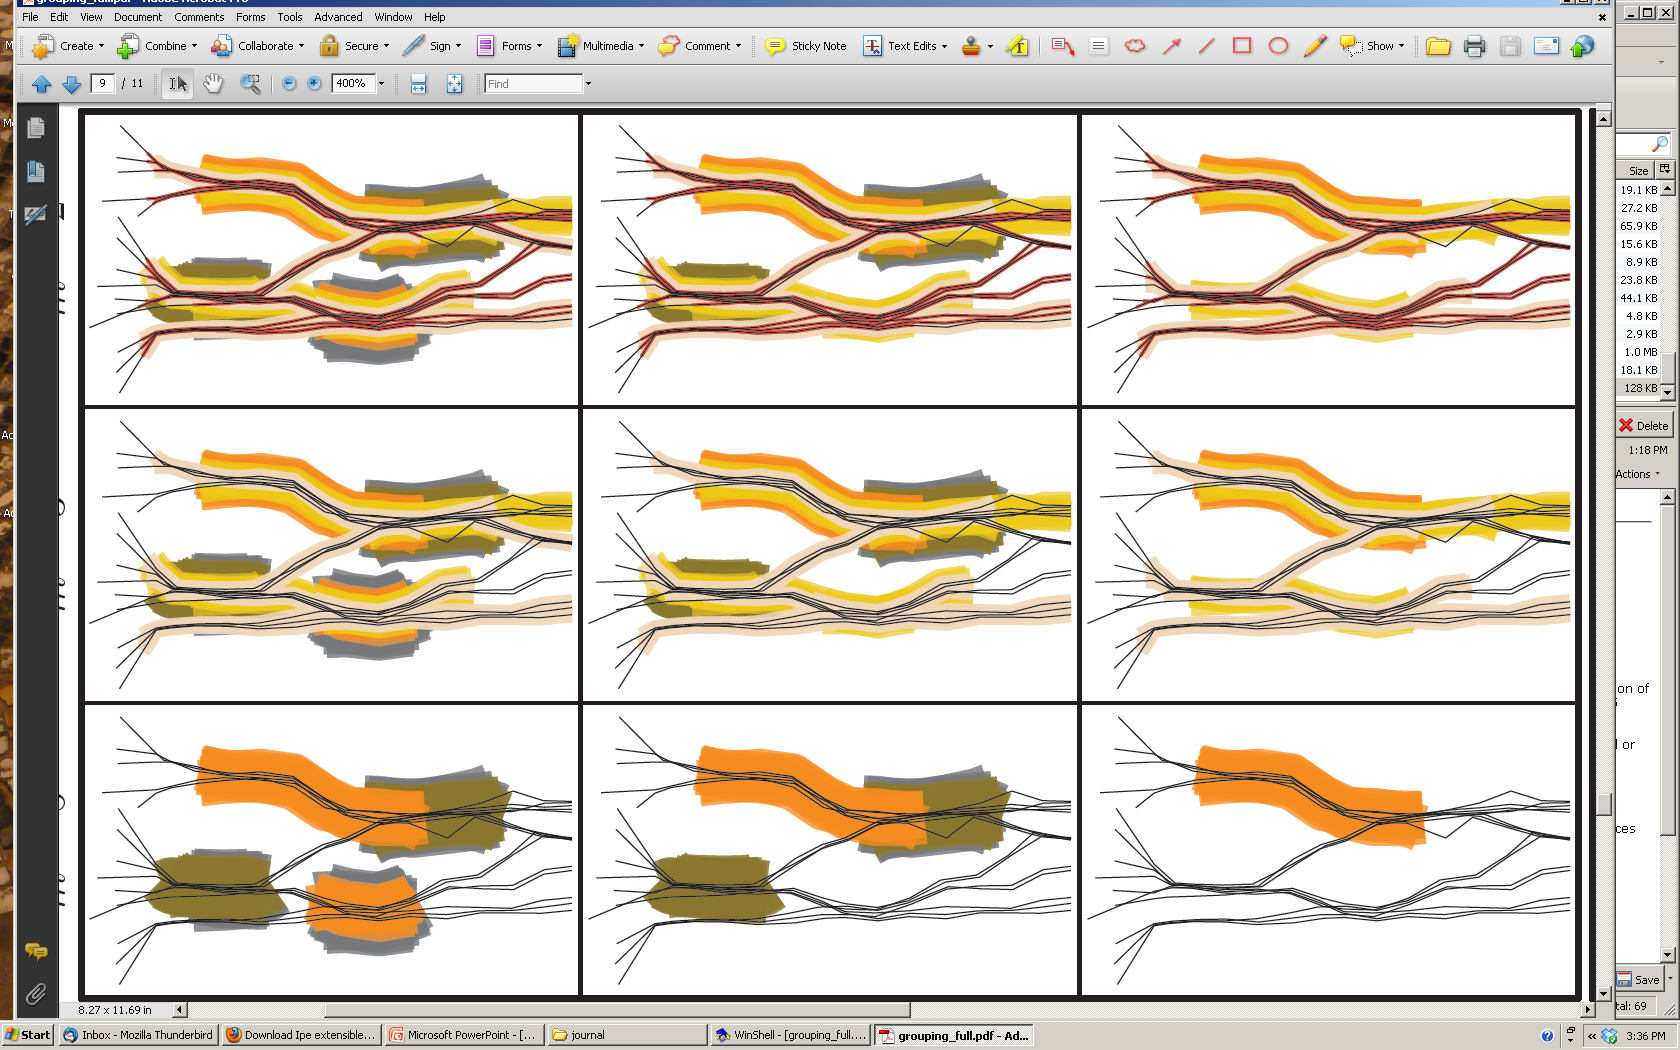 grouping_full.pdf - Adobe Acrobat Pro
File Edit View Document Comments Forms Tools Advanced Window Help
Create Combine Collaborate Secure Sign Forms Multimedia Comment Sticky Note Text Edits Show
9 / 11 400% Find
Size
19.1 KB
27.2 KB
65.9 KB
15.6 KB
8.9 KB
23.8 KB
44.1 KB
4.8 KB
2.9 KB
1.0 MB
18.1 KB
128 KB
Delete
1:18 PM
Actions
on of
d or
ces
Save
8.27 x 11.69 in
tal: 69
Start Inbox - Mozilla Thunderbird Download Ipe extensible... Microsoft PowerPoint - [... journal WinShell - [grouping_full.... grouping_full.pdf - Ad... 3:36 PM